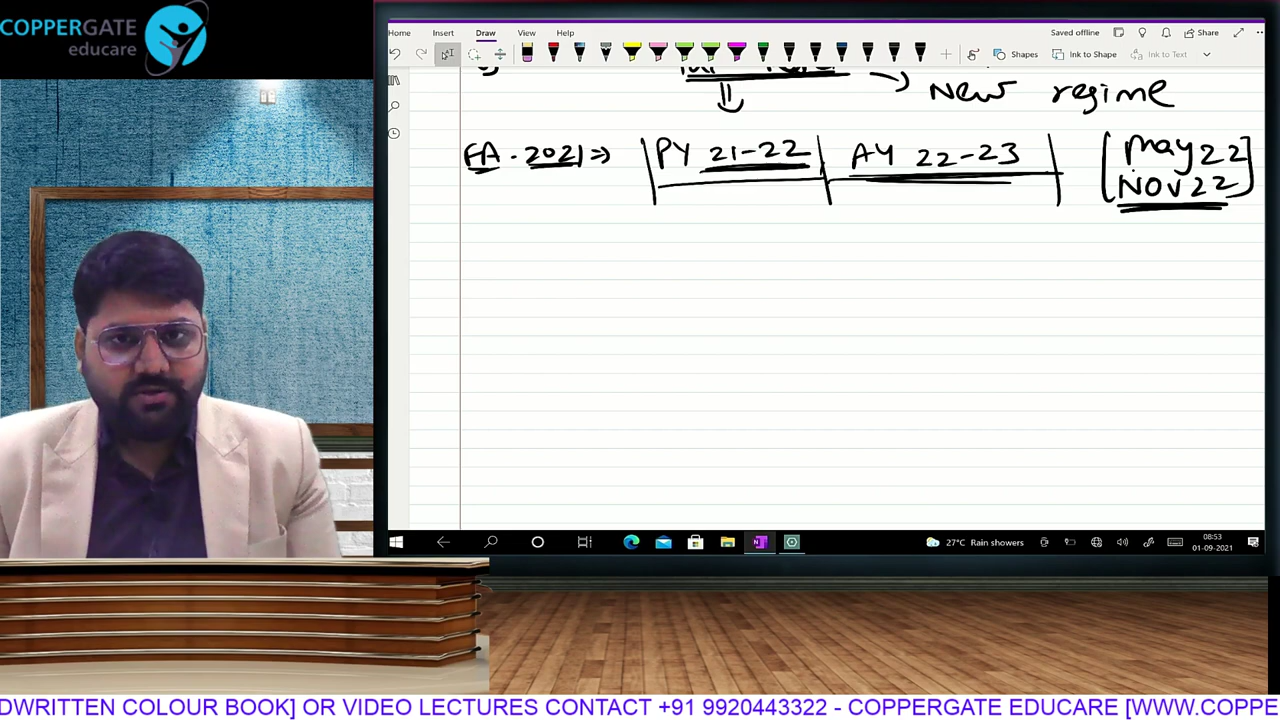 COPPERGATE
educare
Home Insert Draw View Help
Saved offline
Share
Shapes
Ink to Shape
Ink to Text
New regime
FA. 2021 ⇒ PY 21-22 AY 22-23 [May 22
NOV 22]
27°C Rain showers
08:53
01-09-2021
DWRITTEN COLOUR BOOK] OR VIDEO LECTURES CONTACT +91 9920443322 - COPPERGATE EDUCARE [WWW.COPPE